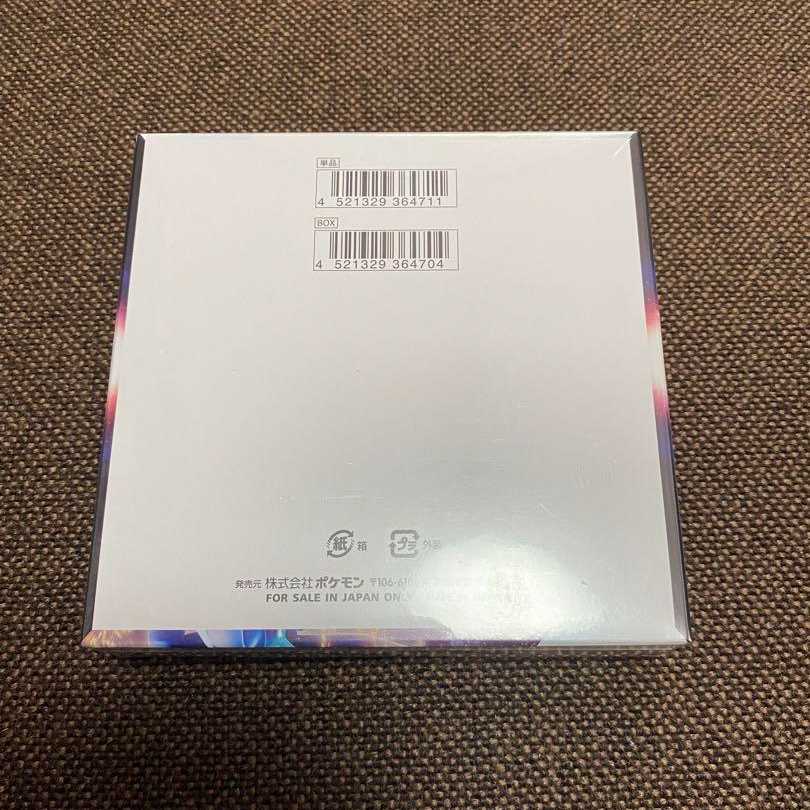 単品
4 521329 364711
BOX
4 521329 364704
紙 箱 プラ 外装
発売元 株式会社ポケモン 〒106-61
FOR SALE IN JAPAN ONLY